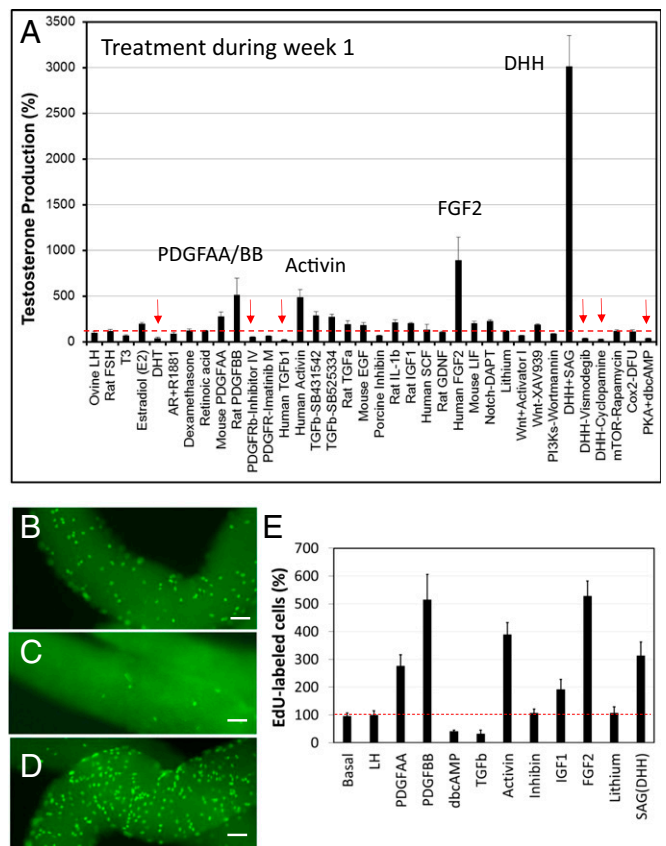 A
Treatment during week 1
DHH
FGF2
PDGFAA/BB
Activin
Testosterone Production (%)
3500
3000
2500
2000
1500
1000
500
0
Ovine LH
Rat FSH
T3
Estradiol (E2)
DHT
AR+R1881
Dexamethasone
Retinoic acid
Mouse PDGFAA
Rat PDGFBB
PDGFRb-Inhibitor IV
PDGFR-Imatinib M
Human TGFb1
Human Activin
TGFb-SB431542
TGFb-SB525334
Rat TGFa
Mouse EGF
Porcine Inhibin
Rat IL-1b
Rat IGF1
Human SCF
Rat GDNF
Human FGF2
Mouse LIF
Notch-DAPT
Lithium
Wnt+Activator I
Wnt-XAV939
PI3Ks-Wortmannin
DHH+SAG
DHH-Vismodegib
DHH-Cyclopamine
mTOR-Rapamycin
Cox2-DFU
PKA+dbcAMP
B
C
D
E
EdU-labeled cells (%)
700
600
500
400
300
200
100
0
Basal
LH
PDGFAA
PDGFBB
dbcAMP
TGFb
Activin
Inhibin
IGF1
FGF2
Lithium
SAG(DHH)